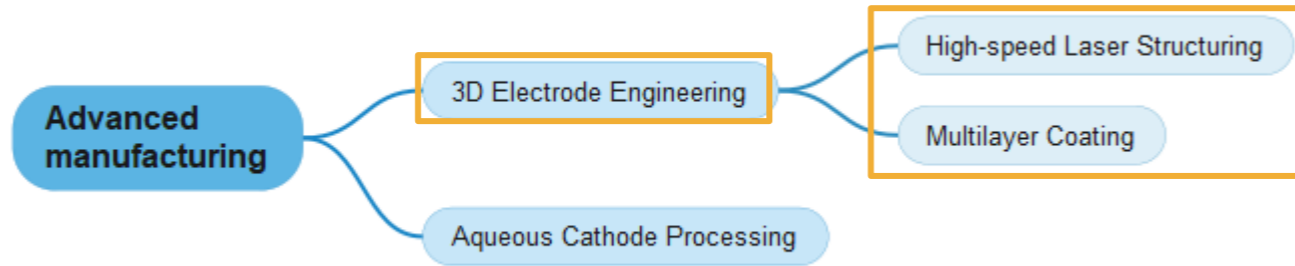 Advanced
manufacturing
3D Electrode Engineering
High-speed Laser Structuring
Multilayer Coating
Aqueous Cathode Processing